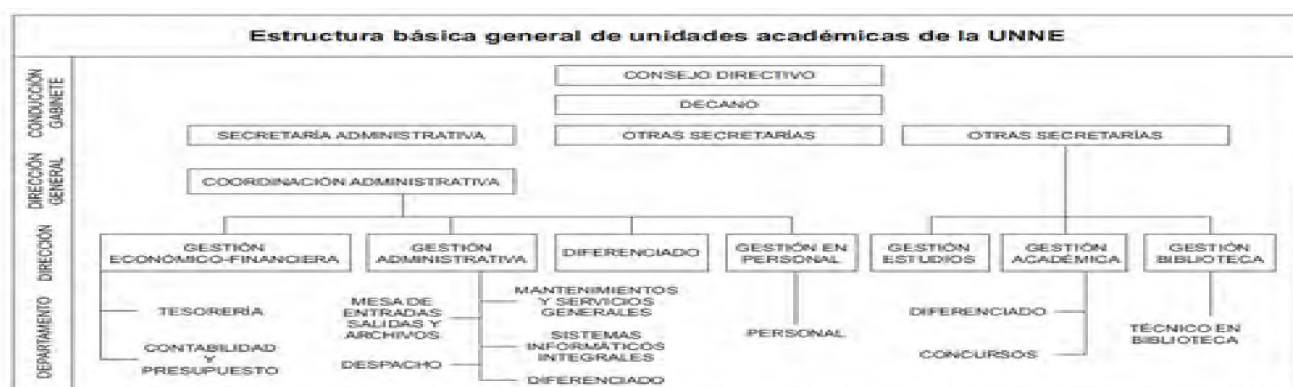 Estructura básica general de unidades académicas de la UNNE
CONDUCCIÓN
GABINETE
CONSEJO DIRECTIVO
DECANO
SECRETARÍA ADMINISTRATIVA
OTRAS SECRETARÍAS
OTRAS SECRETARÍAS
DIRECCIÓN
GENERAL
COORDINACIÓN ADMINISTRATIVA
DIRECCIÓN
GESTIÓN
ECONÓMICO-FINANCIERA
GESTIÓN
ADMINISTRATIVA
DIFERENCIADO
GESTIÓN EN
PERSONAL
GESTIÓN
ESTUDIOS
GESTIÓN
ACADÉMICA
GESTIÓN
BIBLIOTECA
DEPARTAMENTO
TESORERÍA
CONTABILIDAD
Y
PRESUPUESTO
MESA DE
ENTRADAS
SALIDAS Y
ARCHIVOS
DESPACHO
MANTENIMIENTOS
Y SERVICIOS
GENERALES
SISTEMAS
INFORMÁTICOS
INTEGRALES
DIFERENCIADO
PERSONAL
DIFERENCIADO
CONCURSOS
TÉCNICO EN
BIBLIOTECA